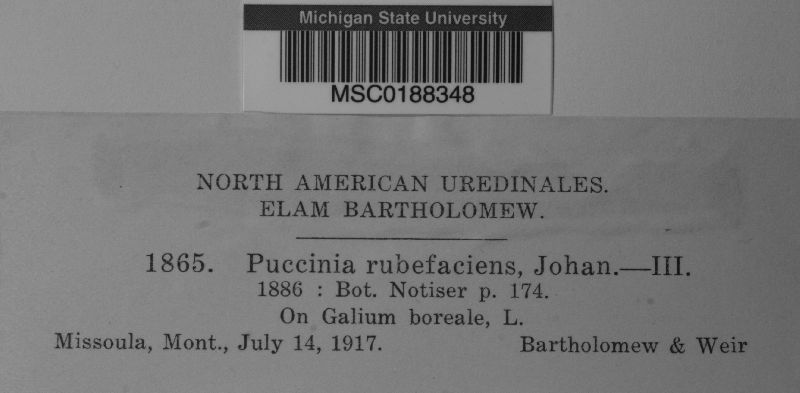 Michigan State University
MSC0188348
NORTH AMERICAN UREDINALES.
ELAM BARTHOLOMEW.
1865. Puccinia rubefaciens, Johan.—III.
1886 : Bot. Notiser p. 174.
On Galium boreale, L.
Missoula, Mont., July 14, 1917. Bartholomew & Weir